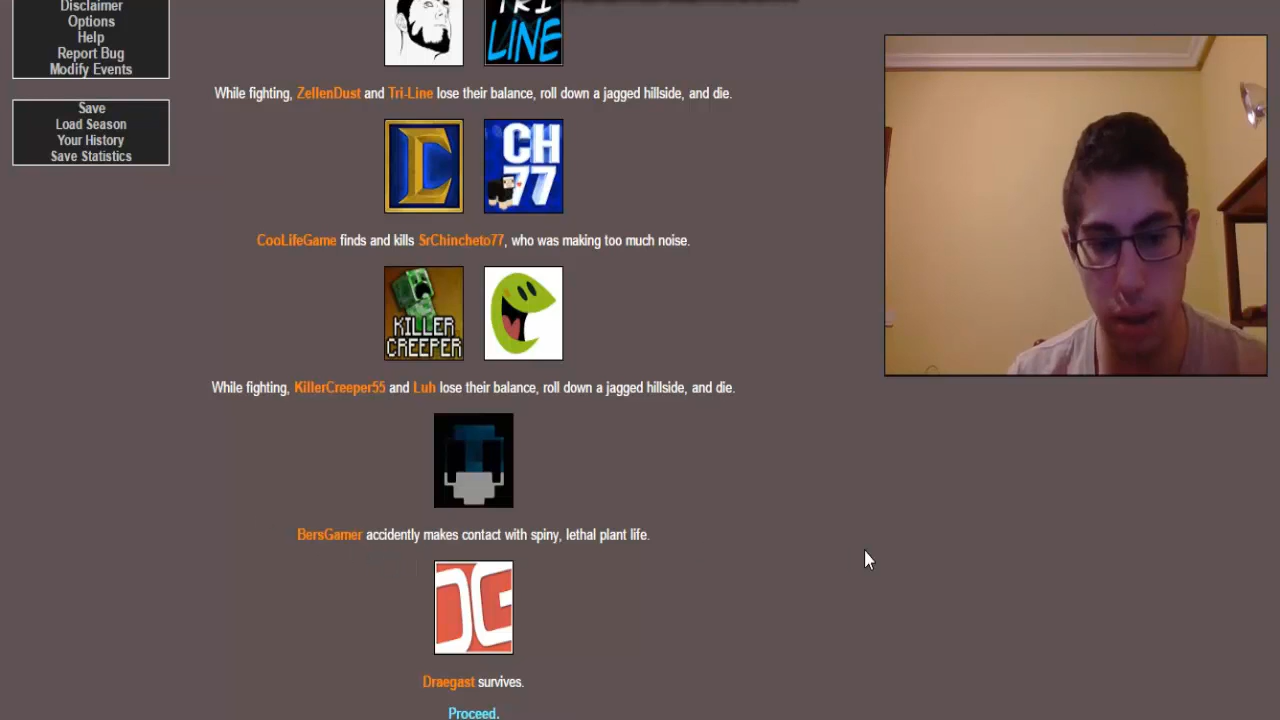 Disclaimer
Options
Help
Report Bug
Modify Events
Save
Load Season
Your History
Save Statistics
TRI
LINE
While fighting, ZellenDust and Tri-Line lose their balance, roll down a jagged hillside, and die.
CH
77
CooLifeGame finds and kills SrChincheto77, who was making too much noise.
KILLER
CREEPER
While fighting, KillerCreeper55 and Luh lose their balance, roll down a jagged hillside, and die.
BersGamer accidently makes contact with spiny, lethal plant life.
DG
Draegast survives.
Proceed.